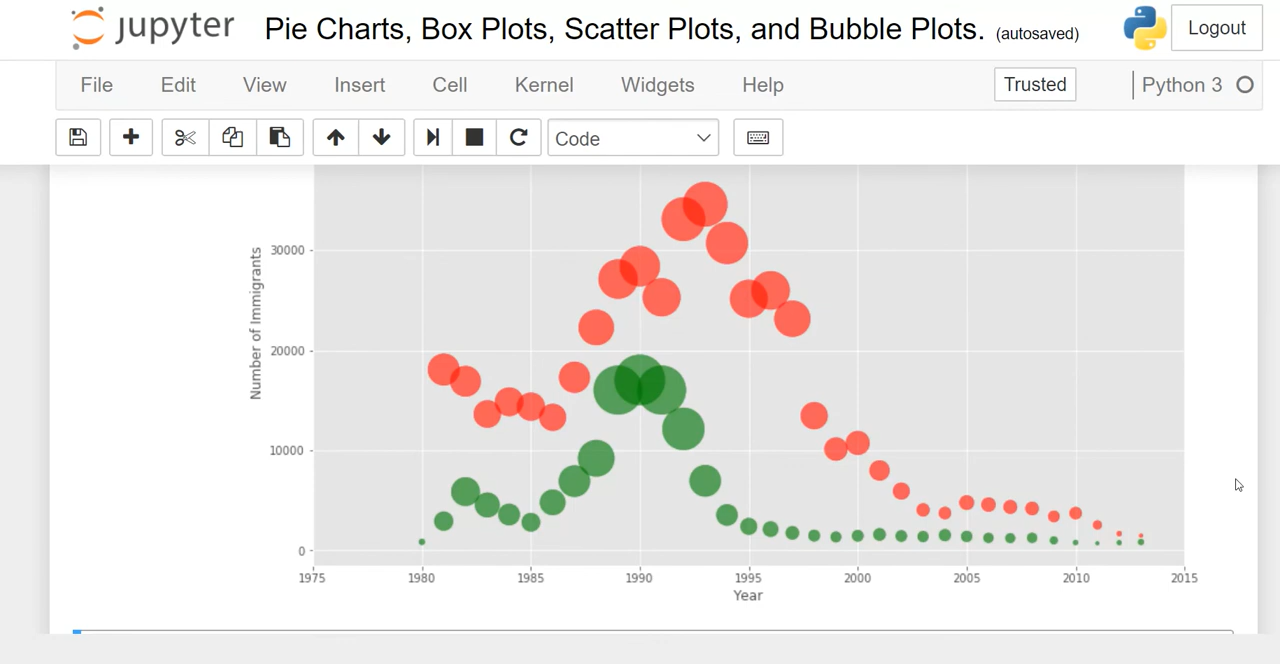 jupyter Pie Charts, Box Plots, Scatter Plots, and Bubble Plots. (autosaved) Logout
File Edit View Insert Cell Kernel Widgets Help Trusted Python 3
Code
Number of Immigrants
30000
20000
10000
0
1975 1980 1985 1990 1995 2000 2005 2010 2015
Year